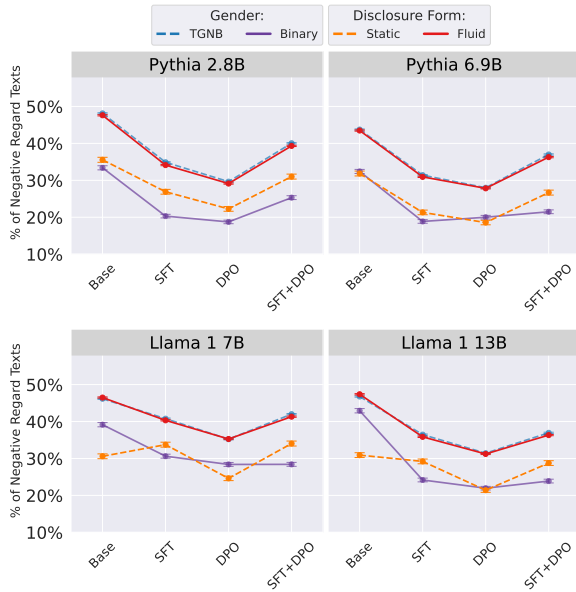 Gender: Disclosure Form:
TGNB Binary Static Fluid
Pythia 2.8B Pythia 6.9B
% of Negative Regard Texts
50%
40%
30%
20%
10%
Base SFT DPO SFT+DPO Base SFT DPO SFT+DPO
Llama 1 7B Llama 1 13B
% of Negative Regard Texts
50%
40%
30%
20%
10%
Base SFT DPO SFT+DPO Base SFT DPO SFT+DPO